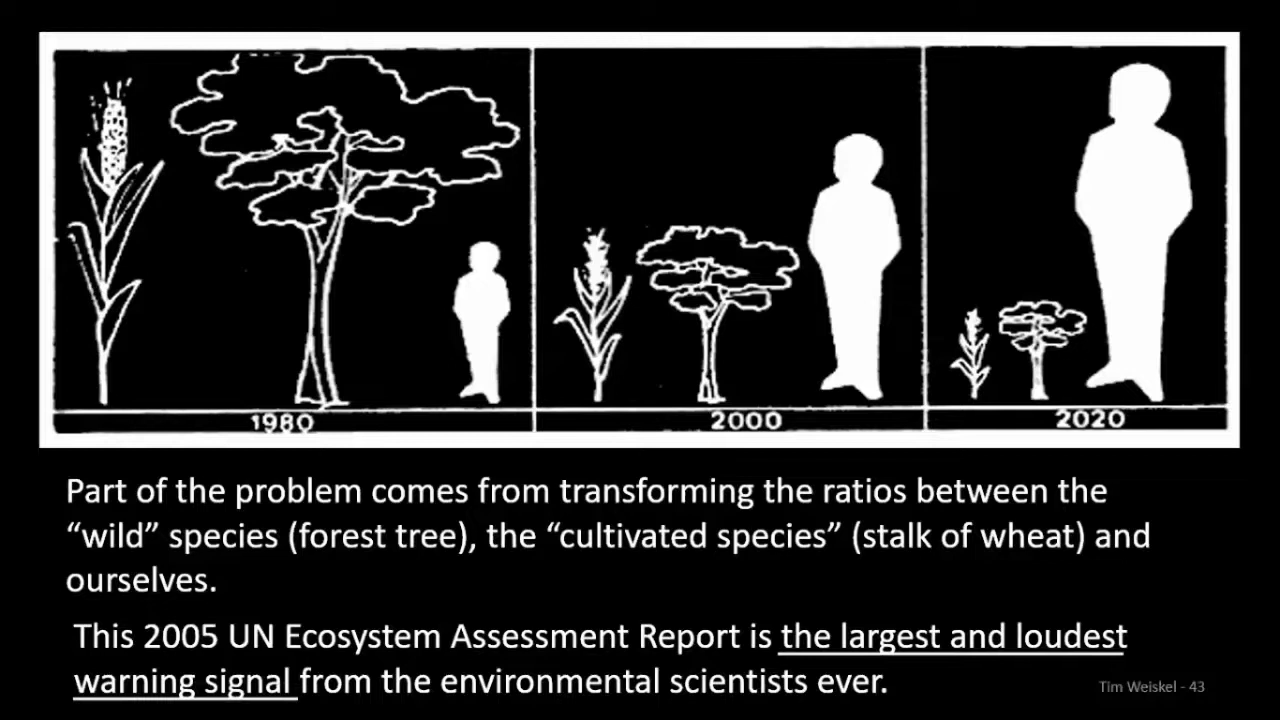 1980 2000 2020
Part of the problem comes from transforming the ratios between the
“wild” species (forest tree), the “cultivated species” (stalk of wheat) and
ourselves.
This 2005 UN Ecosystem Assessment Report is the largest and loudest
warning signal from the environmental scientists ever.
Tim Weiskel - 43